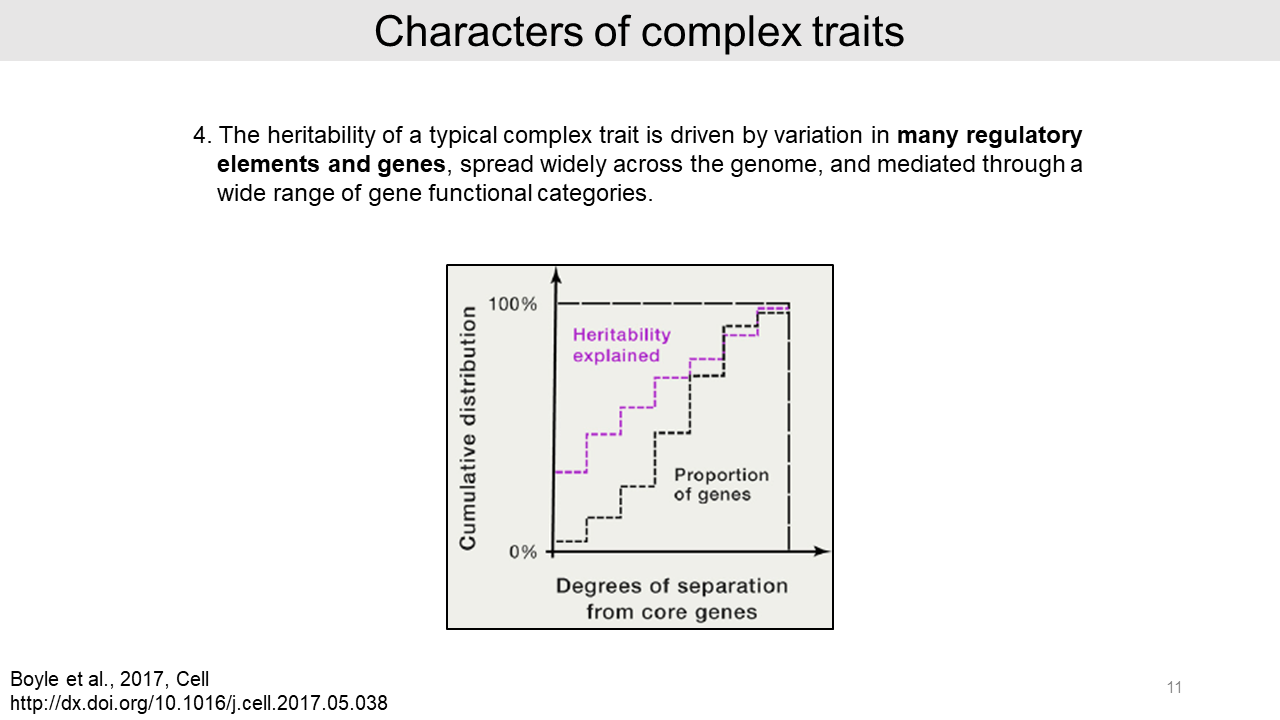 Characters of complex traits
4. The heritability of a typical complex trait is driven by variation in many regulatory
elements and genes, spread widely across the genome, and mediated through a
wide range of gene functional categories.
Cumulative distribution
100%
Heritability
explained
Proportion
of genes
0%
Degrees of separation
from core genes
Boyle et al., 2017, Cell
http://dx.doi.org/10.1016/j.cell.2017.05.038
11